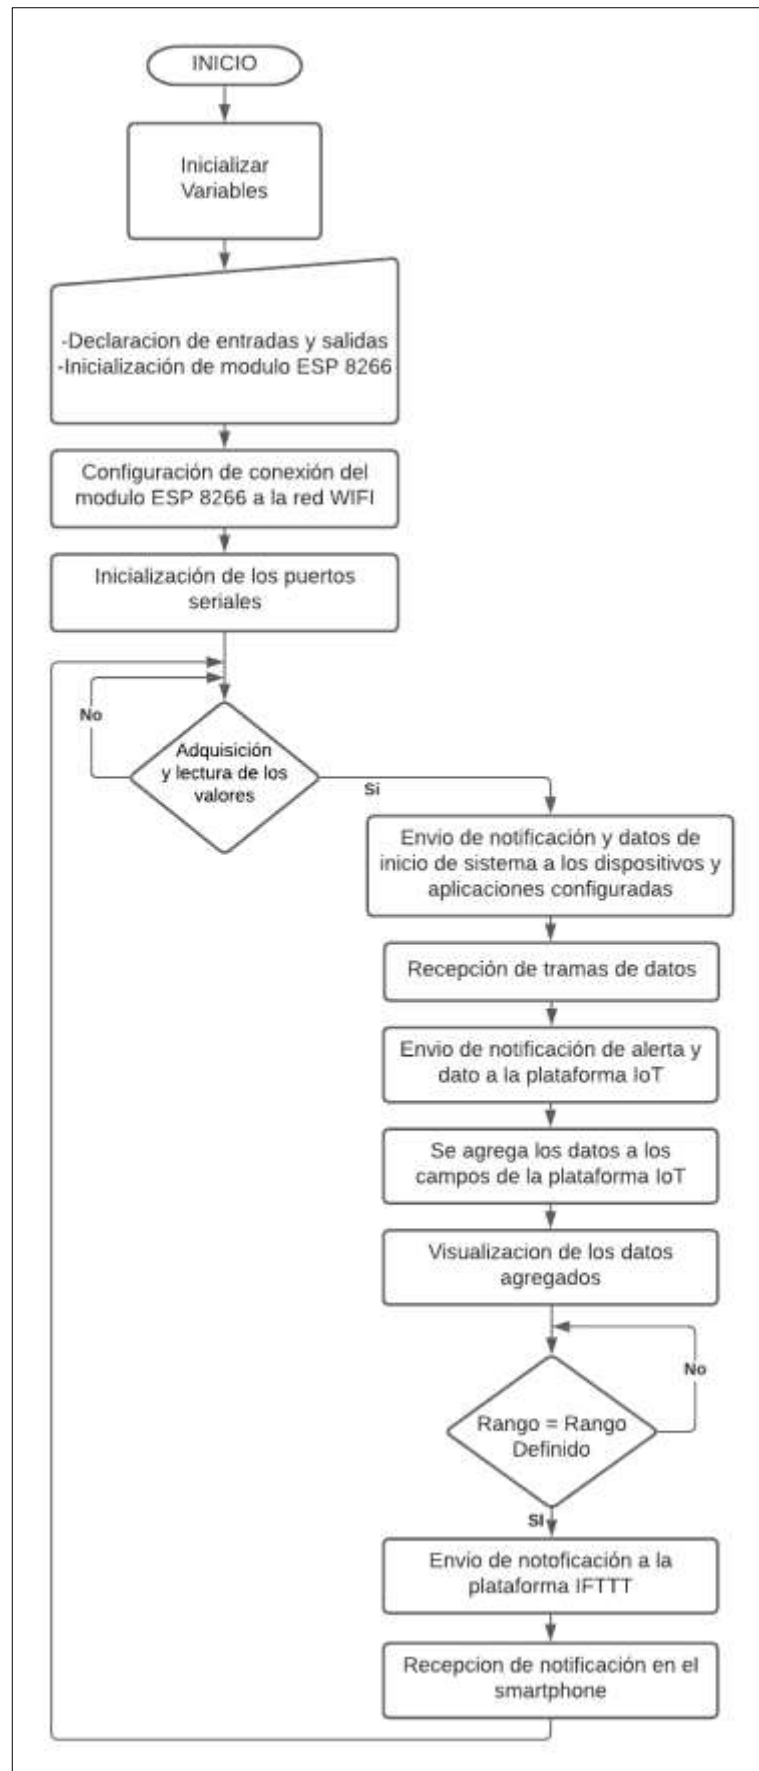 INICIO
Inicializar
Variables
-Declaracion de entradas y salidas
-Inicialización de modulo ESP 8266
Configuración de conexión del
modulo ESP 8266 a la red WIFI
Inicialización de los puertos
seriales
No
Adquisición
y lectura de los
valores
Si
Envio de notificación y datos de
inicio de sistema a los dispositivos y
aplicaciones configuradas
Recepción de tramas de datos
Envio de notificación de alerta y
dato a la plataforma IoT
Se agrega los datos a los
campos de la plataforma IoT
Visualizacion de los datos
agregados
No
Rango = Rango
Definido
SI
Envio de notoficación a la
plataforma IFTTT
Recepcion de notificación en el
smartphone